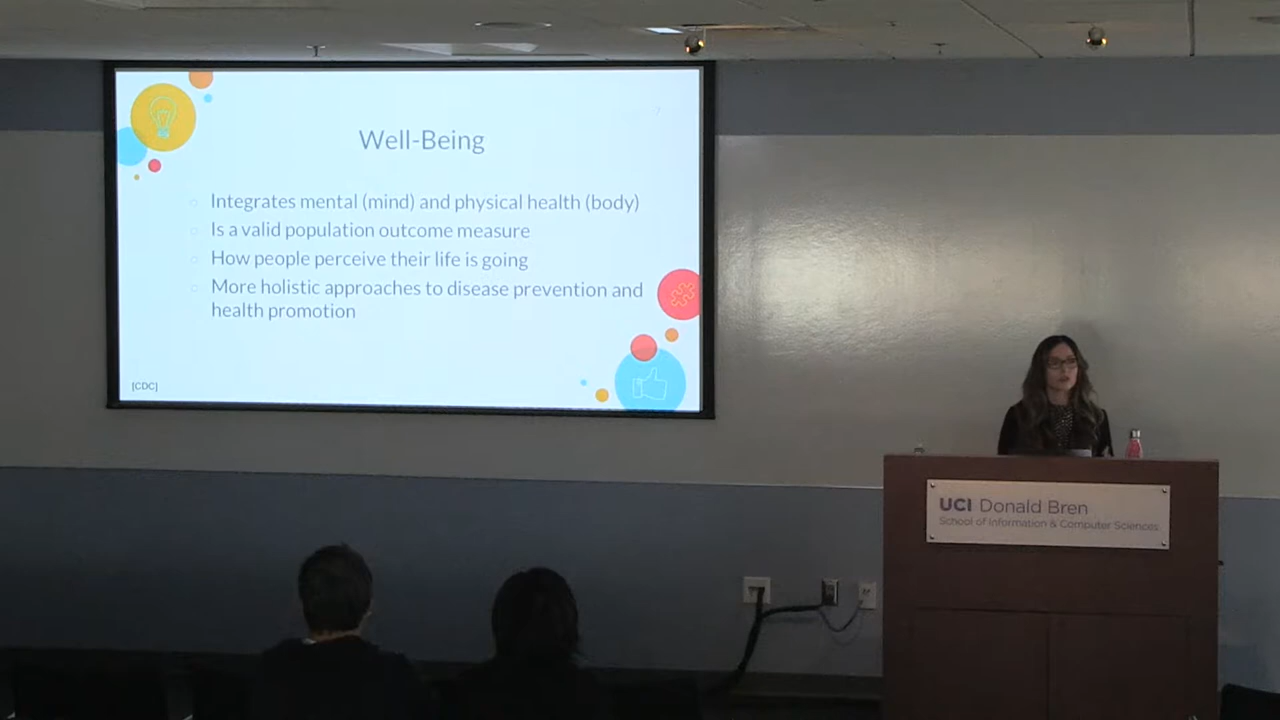 Well-Being
Integrates mental (mind) and physical health (body)
Is a valid population outcome measure
How people perceive their life is going
More holistic approaches to disease prevention and
health promotion
[CDC]
UCI Donald Bren
School of Information & Computer Sciences